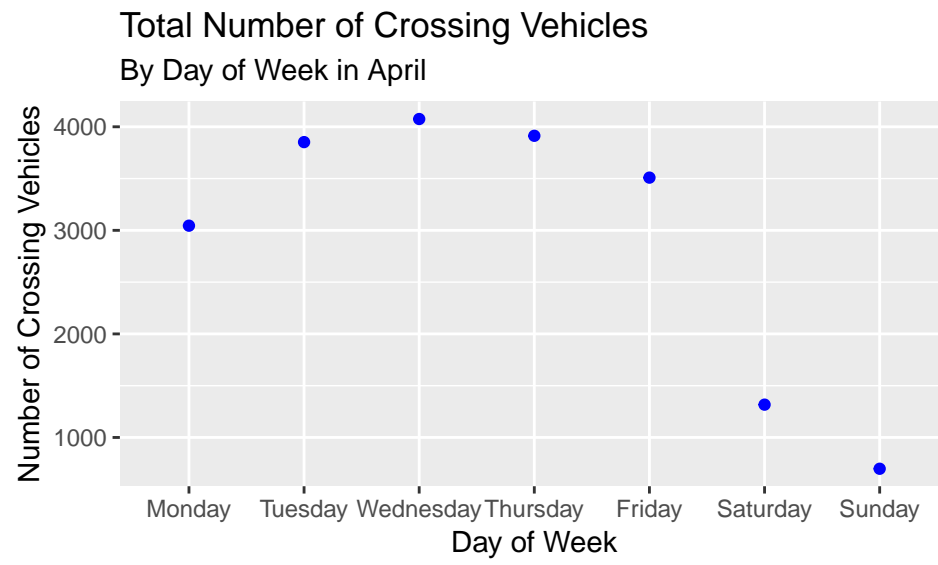 Total Number of Crossing Vehicles
By Day of Week in April
Number of Crossing Vehicles
4000
3000
2000
1000
Monday Tuesday Wednesday Thursday Friday Saturday Sunday
Day of Week